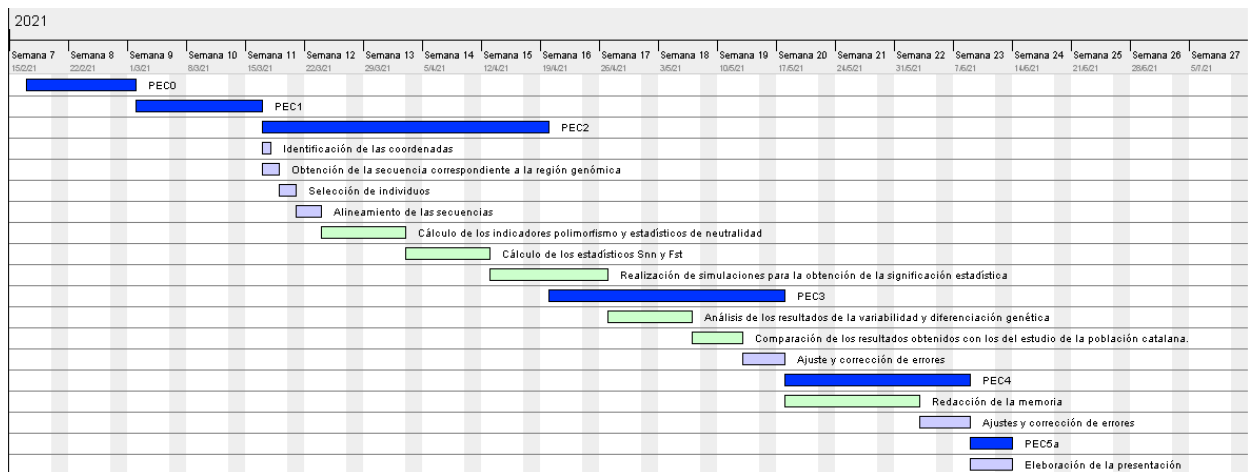 2021
Semana 7 Semana 8 Semana 9 Semana 10 Semana 11 Semana 12 Semana 13 Semana 14 Semana 15 Semana 16 Semana 17 Semana 18 Semana 19 Semana 20 Semana 21 Semana 22 Semana 23 Semana 24 Semana 25 Semana 26 Semana 27
15/2/21 22/2/21 1/3/21 8/3/21 15/3/21 22/3/21 29/3/21 5/4/21 12/4/21 19/4/21 26/4/21 3/5/21 10/5/21 17/5/21 24/5/21 31/5/21 7/6/21 14/6/21 21/6/21 28/6/21 5/7/21
PEC0
PEC1
PEC2
Identificación de las coordenadas
Obtención de la secuencia correspondiente a la región genómica
Selección de individuos
Alineamiento de las secuencias
Cálculo de los indicadores polimorfismo y estadísticos de neutralidad
Cálculo de los estadísticos Snn y Fst
Realización de simulaciones para la obtención de la significación estadística
PEC3
Análisis de los resultados de la variabilidad y diferenciación genética
Comparación de los resultados obtenidos con los del estudio de la población catalana.
Ajuste y corrección de errores
PEC4
Redacción de la memoria
Ajustes y corrección de errores
PEC5a
Eleboración de la presentación